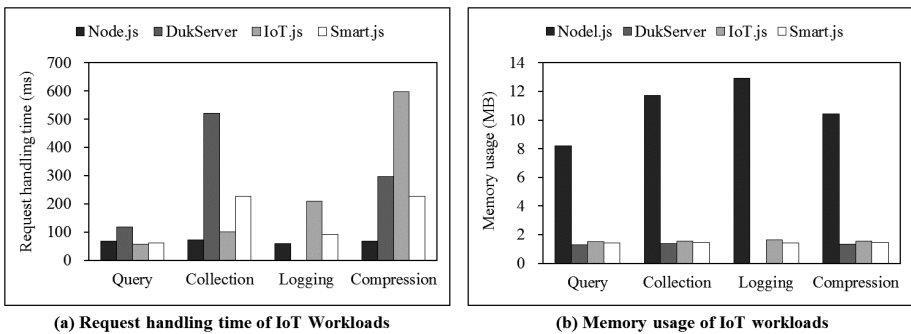 Node.js DukServer IoT.js Smart.js
Request handling time (ms)
700
600
500
400
300
200
100
0
Query Collection Logging Compression
(a) Request handling time of IoT Workloads
Nodel.js DukServer IoT.js Smart.js
Memory usage (MB)
14
12
10
8
6
4
2
0
Query Collection Logging Compression
(b) Memory usage of IoT workloads